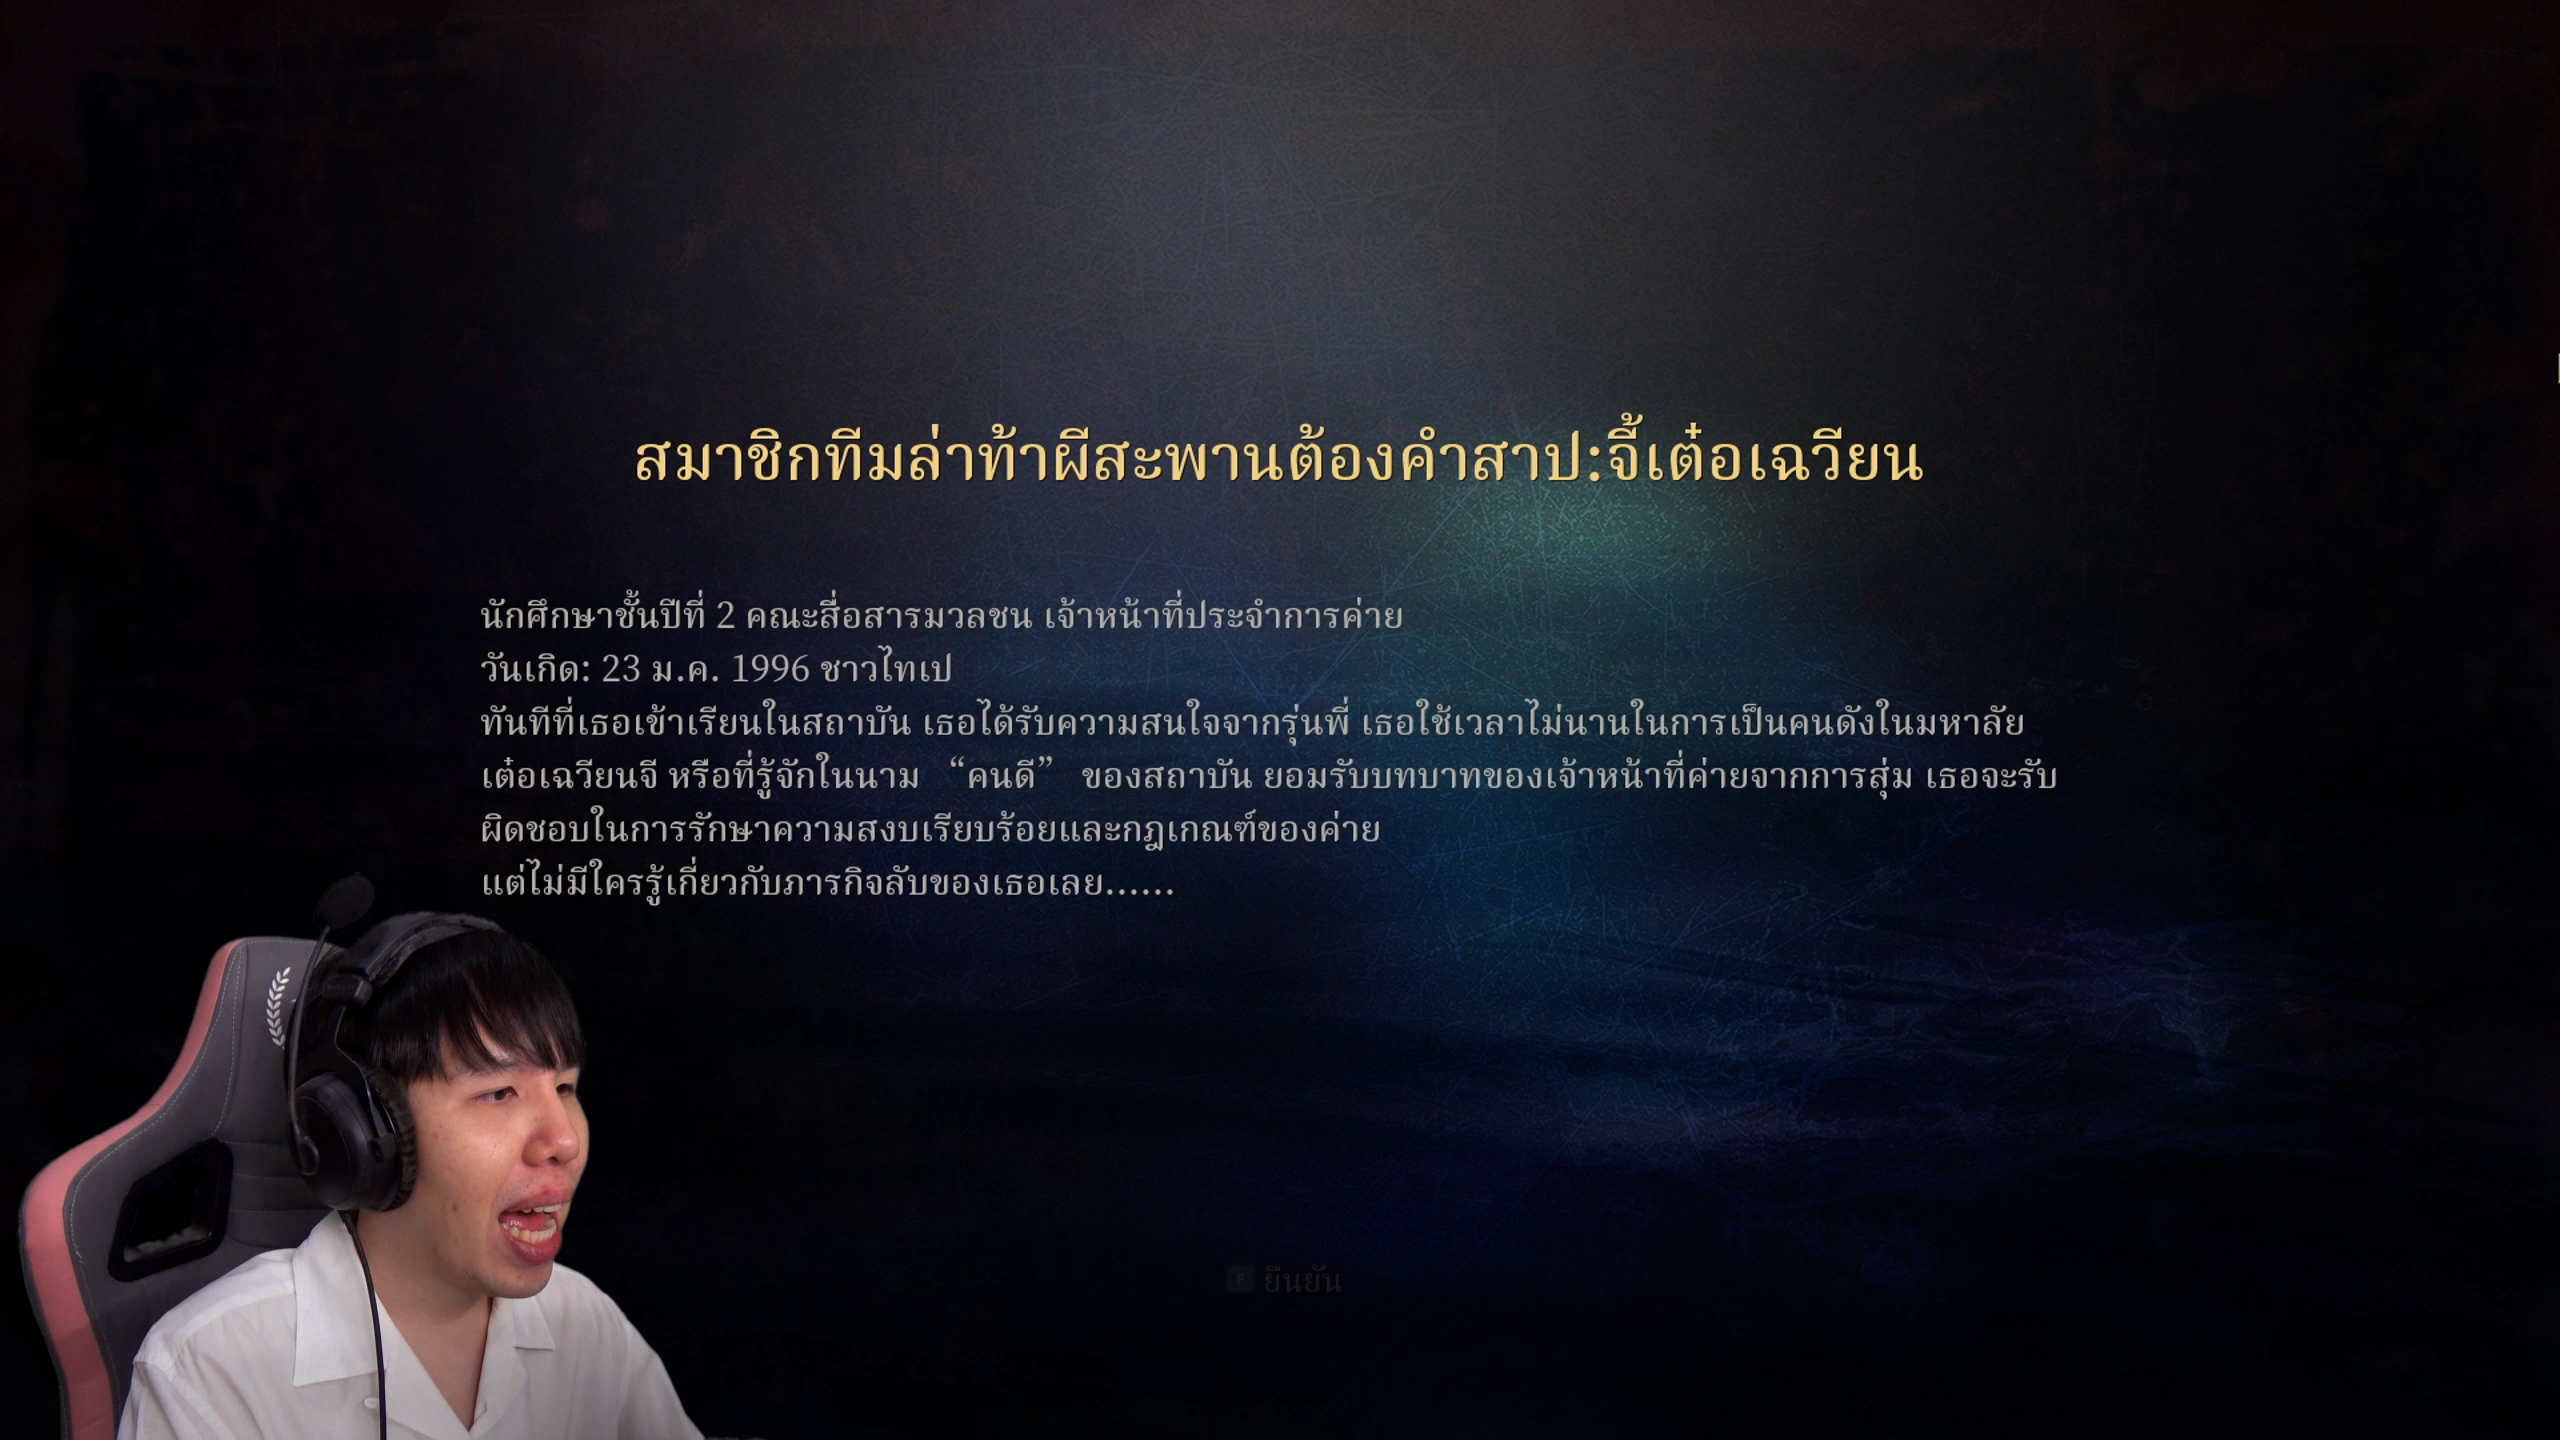 สมาชิกทีมล่าท้าผีสะพานต้องคำสาป:จี้เต๋อเฉวียน
นักศึกษาชั้นปีที่ 2 คณะสื่อสารมวลชน เจ้าหน้าที่ประจำการค่าย
วันเกิด: 23 ม.ค. 1996 ชาวไทเป
ทันทีที่เธอเข้าเรียนในสถาบัน เธอได้รับความสนใจจากรุ่นพี่ เธอใช้เวลาไม่นานในการเป็นคนดังในมหาลัย
เต๋อเฉวียนจี หรือที่รู้จักในนาม “คนดี” ของสถาบัน ยอมรับบทบาทของเจ้าหน้าที่ค่ายจากการสุ่ม เธอจะรับ
ผิดชอบในการรักษาความสงบเรียบร้อยและกฎเกณฑ์ของค่าย
แต่ไม่มีใครรู้เกี่ยวกับภารกิจลับของเธอเลย......
F ยืนยัน